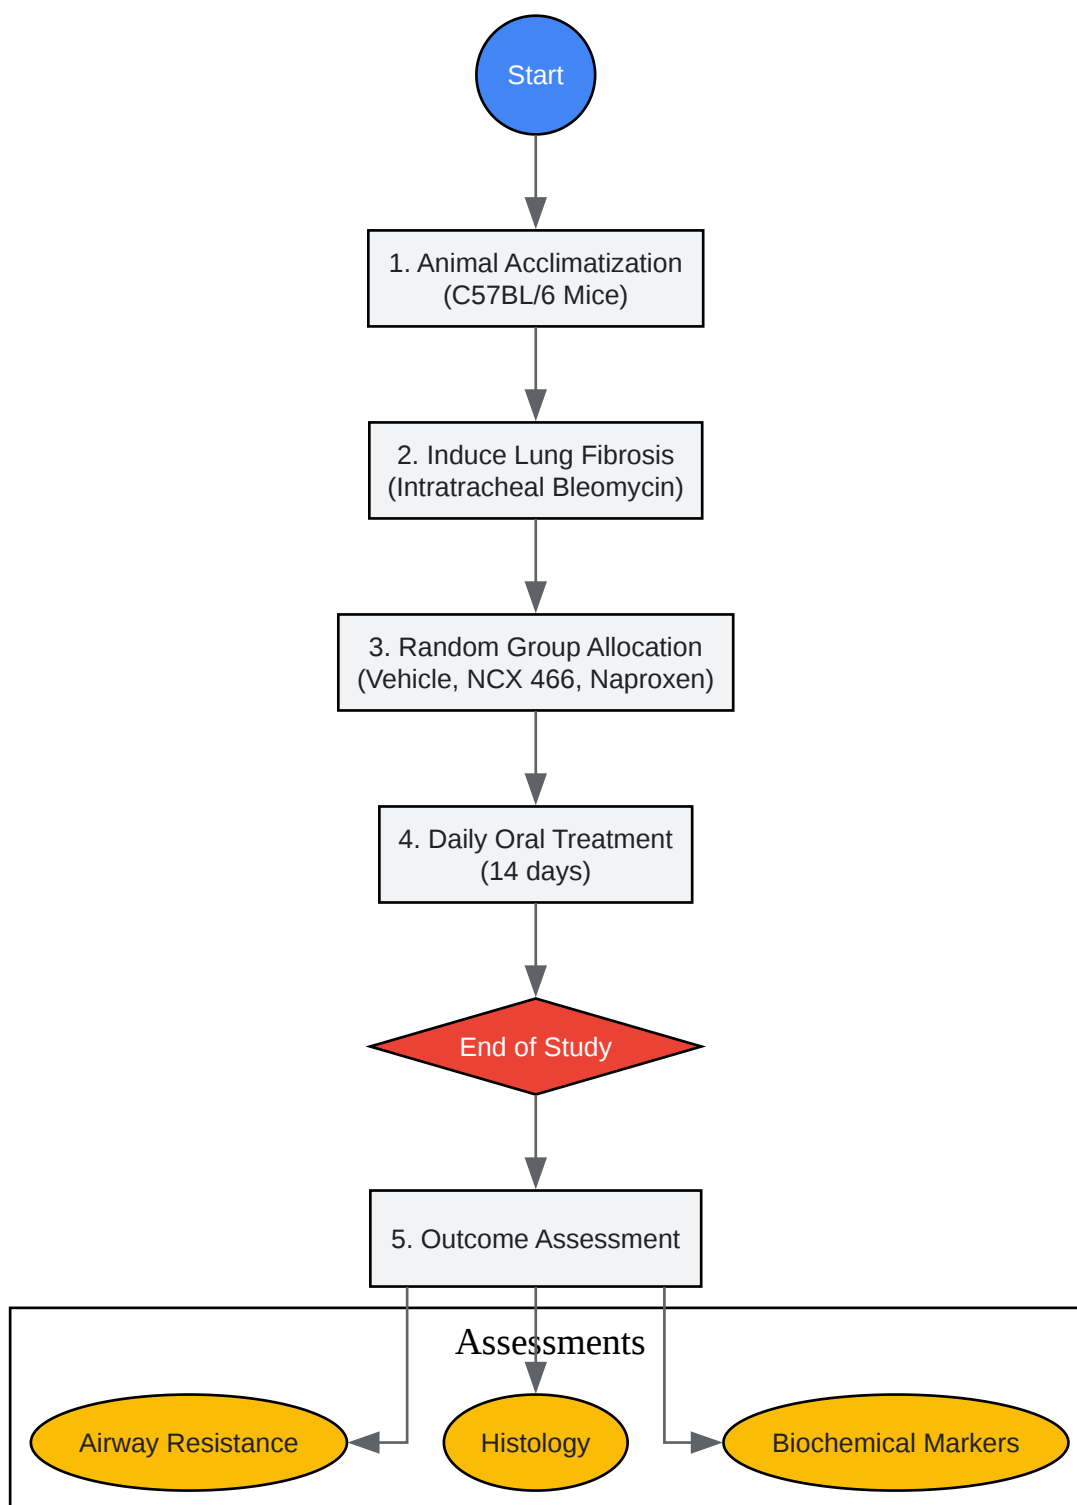 Start
1. Animal Acclimatization
(C57BL/6 Mice)
2. Induce Lung Fibrosis
(Intratracheal Bleomycin)
3. Random Group Allocation
(Vehicle, NCX 466, Naproxen)
4. Daily Oral Treatment
(14 days)
End of Study
5. Outcome Assessment
Assessments
Airway Resistance
Histology
Biochemical Markers